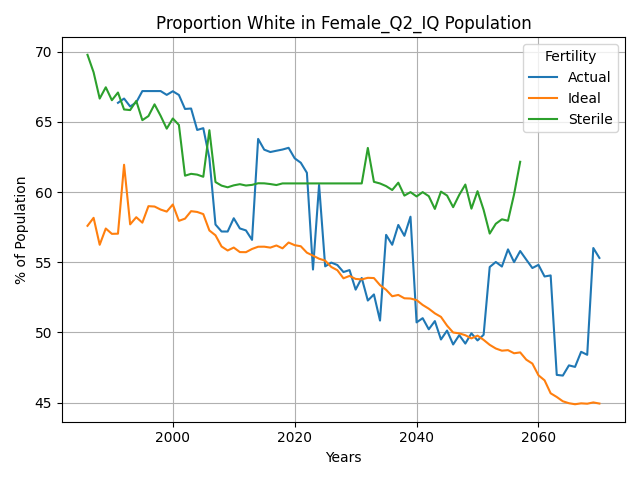 Proportion White in Female_Q2_IQ Population
Fertility
Actual
Ideal
Sterile
% of Population
70
65
60
55
50
45
2000
2020
2040
2060
Years